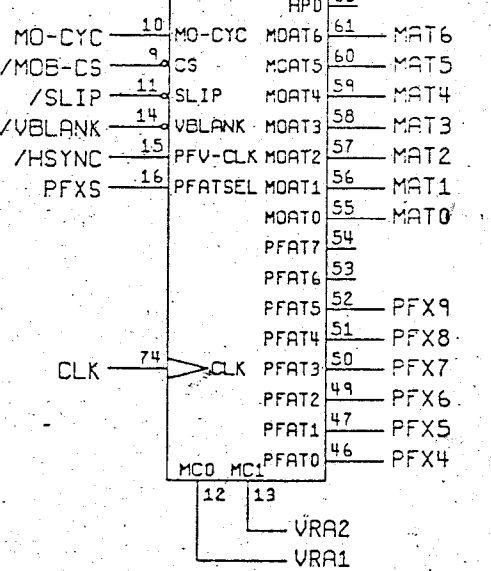 APD
MO-CYC 10 MO-CYC MOAT6 61 MAT6
/MOB-CS 9 CS MOAT5 60 MAT5
/SLIP 11 SLIP MOAT4 59 MAT4
/VBLANK 14 VBLANK MOAT3 58 MAT3
/HSYNC 15 PFV-CLK MOAT2 57 MAT2
PFXS 16 PFATSEL MOAT1 56 MAT1
MOAT0 55 MAT0
PFAT7 54
PFAT6 53
PFAT5 52 PFX9
PFAT4 51 PFX8
CLK 74 CLK PFAT3 50 PFX7
PFAT2 49 PFX6
PFAT1 47 PFX5
PFAT0 46 PFX4
MC0 MC1
12 13
VRA2
VRA1